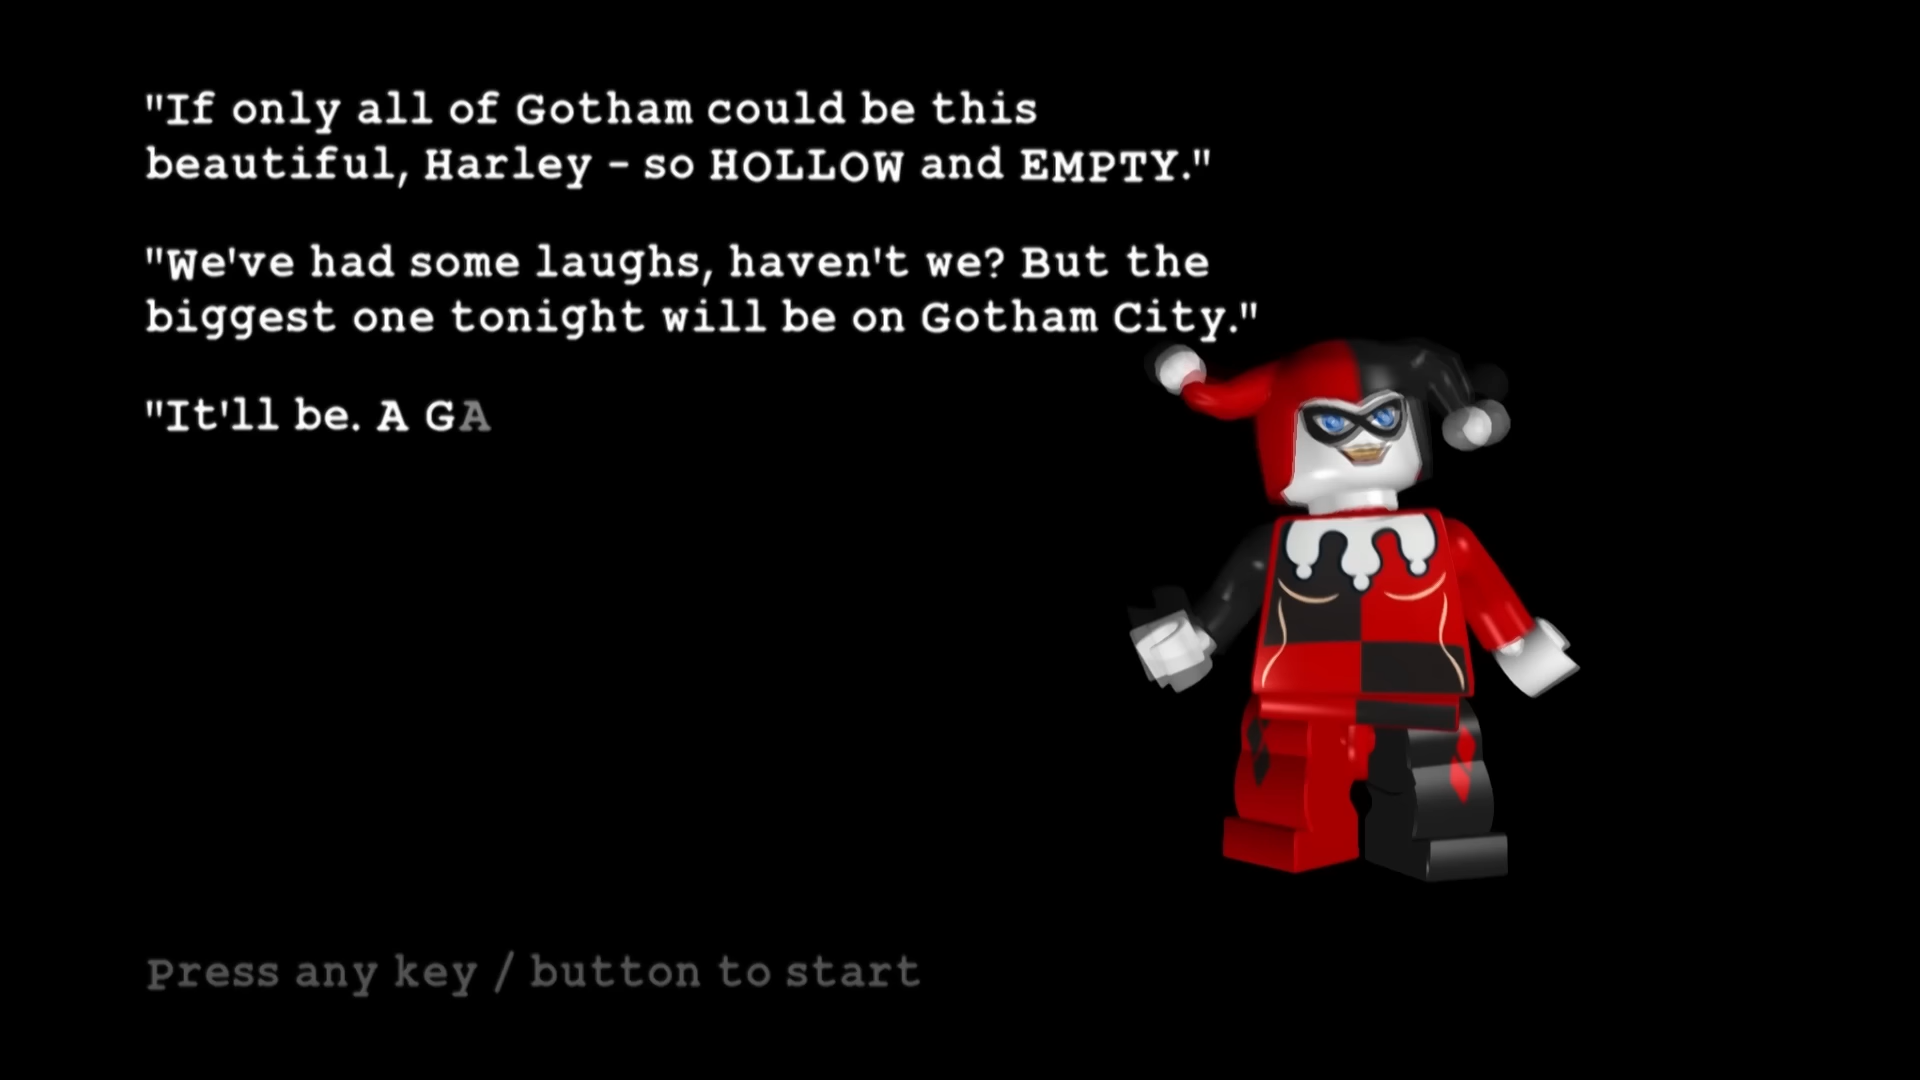 "If only all of Gotham could be this
beautiful, Harley - so HOLLOW and EMPTY."
"We've had some laughs, haven't we? But the
biggest one tonight will be on Gotham City."
"It'll be. A GA
Press any key / button to start